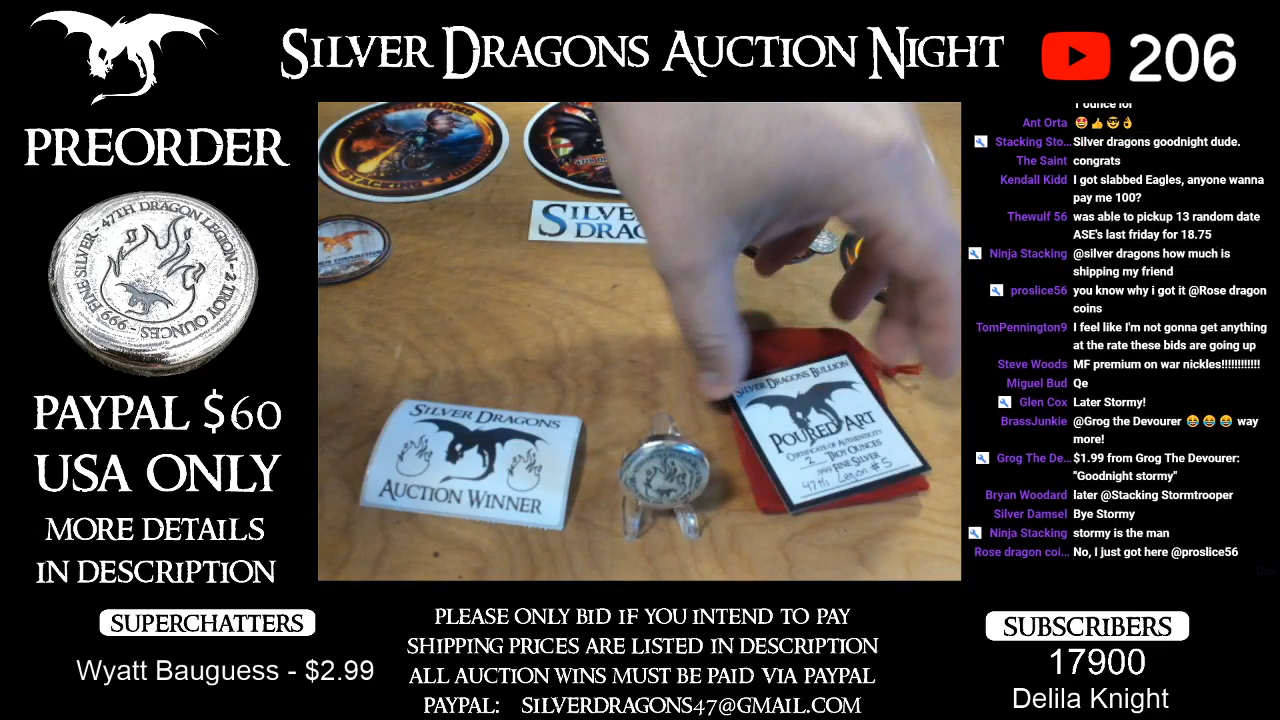 SILVER DRAGONS AUCTION NIGHT
206
PREORDER
47TH DRAGON LEGION - 2 TROY OUNCES - .999 FINE SILVER -
PAYPAL $60
USA ONLY
MORE DETAILS
IN DESCRIPTION
STACKING
SILVER
DRAG
SILVER DRAGONS
AUCTION WINNER
SILVER DRAGONS BULLION
POURED ART
CERTIFICATE OF AUTHENTICITY
2 TROY OUNCES
.999 FINE SILVER
47th Legion #5
1 ounce for
Ant Orta 🤩👍😎👌
Stacking Sto... Silver dragons goodnight dude.
The Saint congrats
Kendall Kidd I got slabbed Eagles, anyone wanna
pay me 100?
Thewulf 56 was able to pickup 13 random date
ASE's last friday for 18.75
Ninja Stacking @silver dragons how much is
shipping my friend
proslice56 you know why i got it @Rose dragon
coins
TomPennington9 I feel like I'm not gonna get anything
at the rate these bids are going up
Steve Woods MF premium on war nickles!!!!!!!!!!!!
Miguel Bud Qe
Glen Cox Later Stormy!
BrassJunkie @Grog the Devourer 😆😆😆 way
more!
Grog The De... $1.99 from Grog The Devourer:
"Goodnight stormy"
Bryan Woodard later @Stacking Stormtrooper
Silver Damsel Bye Stormy
Ninja Stacking stormy is the man
Rose dragon coi... No, I just got here @proslice56
SUPERCHATTERS
Wyatt Bauguess - $2.99
PLEASE ONLY BID IF YOU INTEND TO PAY
SHIPPING PRICES ARE LISTED IN DESCRIPTION
ALL AUCTION WINS MUST BE PAID VIA PAYPAL
PAYPAL: SILVERDRAGONS47@GMAIL.COM
SUBSCRIBERS
17900
Delila Knight